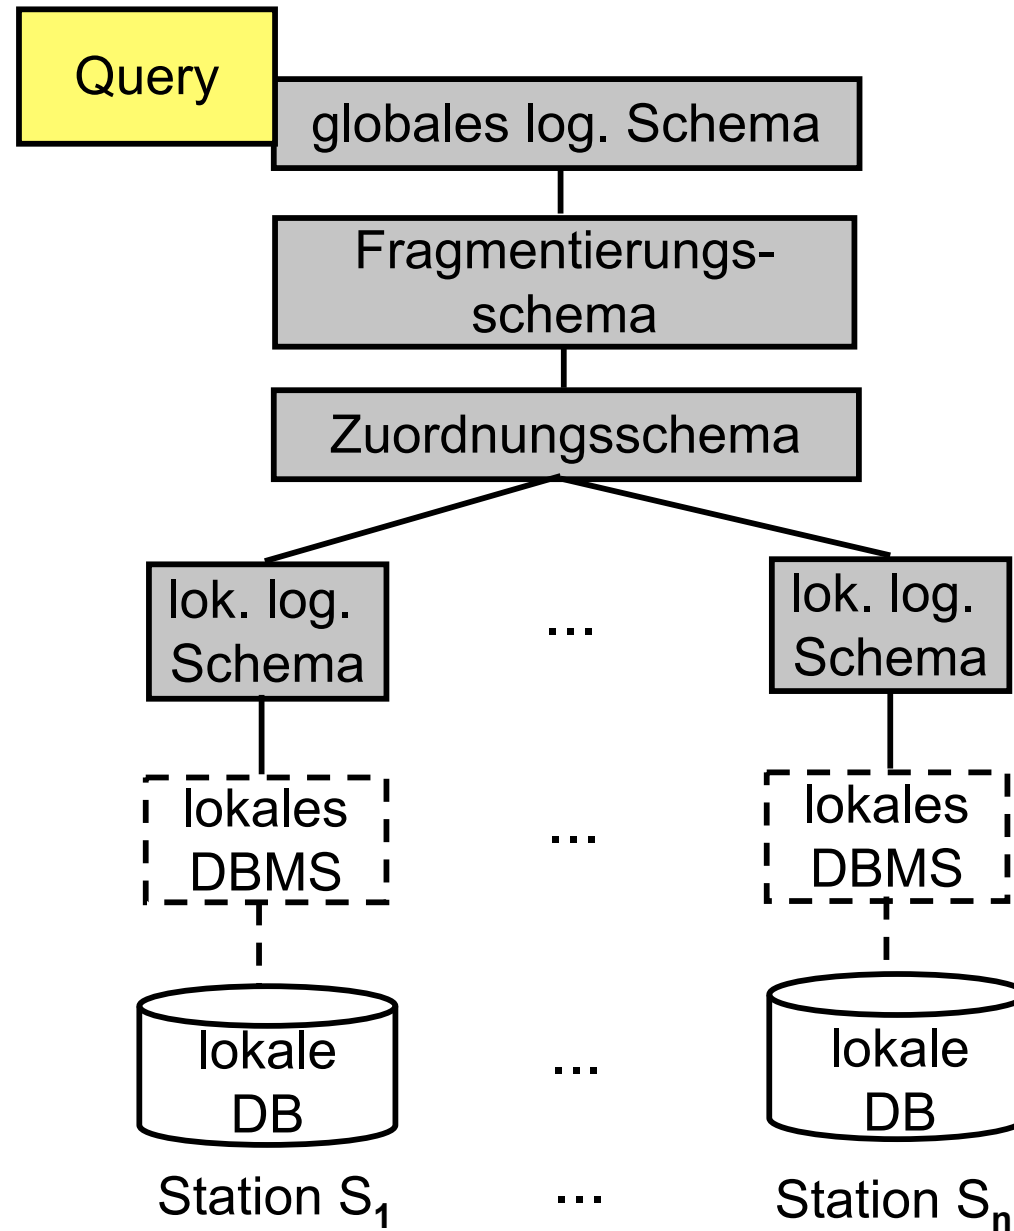 Query
globales log. Schema
Fragmentierungs-
schema
Zuordnungsschema
lok. log.
Schema
...
lok. log.
Schema
lokales
DBMS
...
lokales
DBMS
lokale
DB
...
lokale
DB
Station S₁
...
Station Sₙ